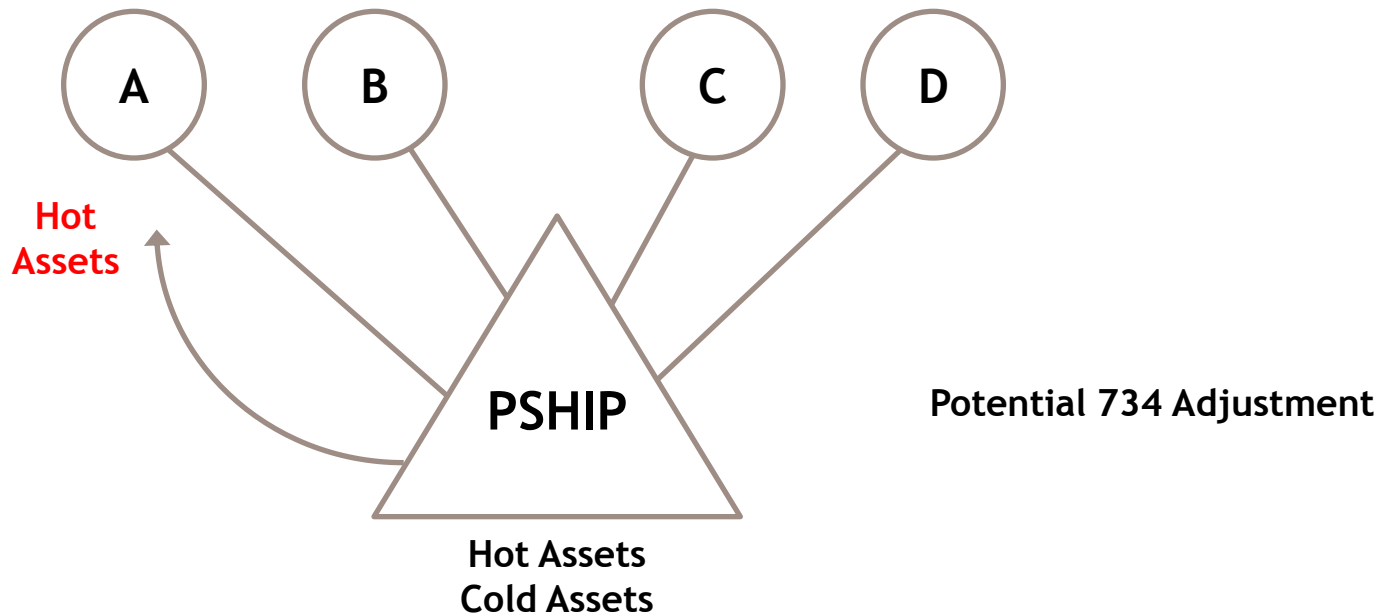 A
B
C
D
Hot
Assets
PSHIP
Potential 734 Adjustment
Hot Assets
Cold Assets